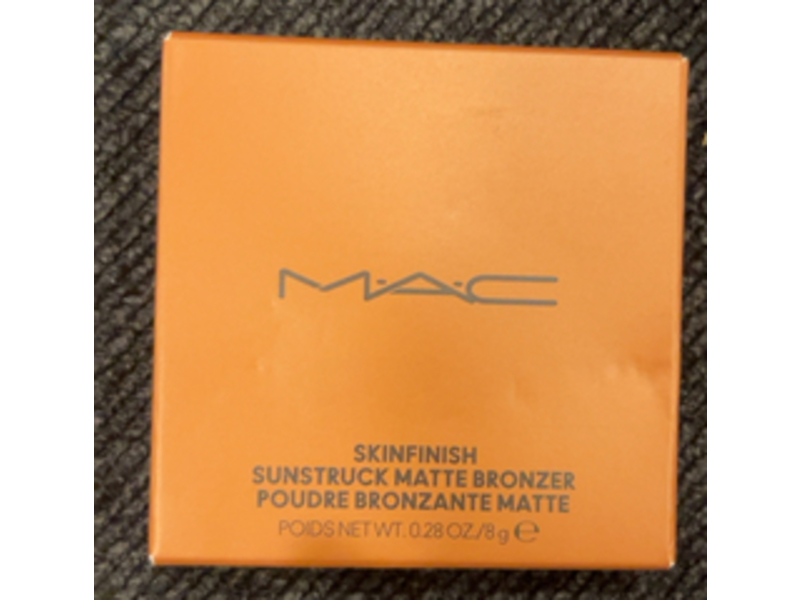 M·A·C
SKINFINISH
SUNSTRUCK MATTE BRONZER
POUDRE BRONZANTE MATTE
POIDS NET WT. 0.28 OZ./8 g ℮